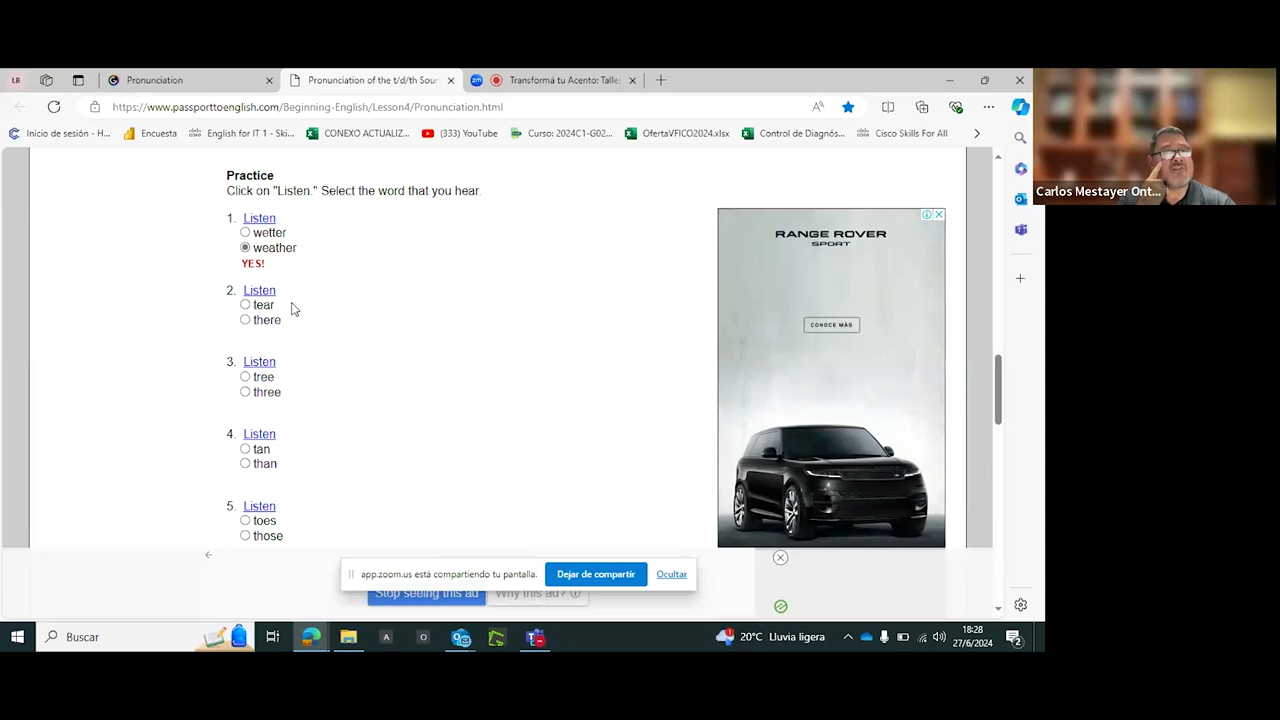 LB
Pronunciation
Pronunciation of the t/d/th Sou
zm
Transformá tu Acento: Talle
https://www.passporttoenglish.com/Beginning-English/Lesson4/Pronunciation.html
Inicio de sesión - H...
Encuesta
English for IT 1 - Ski...
CONEXO ACTUALIZ...
(333) YouTube
Curso: 2024C1-G02...
OfertaVFICO2024.xlsx
Control de Diagnós...
Cisco Skills For All
Carlos Mestayer Ont...
Practice
Click on "Listen." Select the word that you hear.
1. Listen
wetter
weather
YES!
2. Listen
tear
there
3. Listen
tree
three
4. Listen
tan
than
5. Listen
toes
those
RANGE ROVER
SPORT
CONOCE MÁS
app.zoom.us está compartiendo tu pantalla.
Dejar de compartir
Ocultar
Stop seeing this ad
Why this ad?
Buscar
A
O
20°C Lluvia ligera
18:28
27/6/2024
2